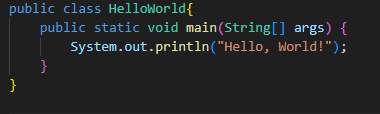 public class HelloWorld{
    public static void main(String[] args) {
        System.out.println("Hello, World!");
    }
}